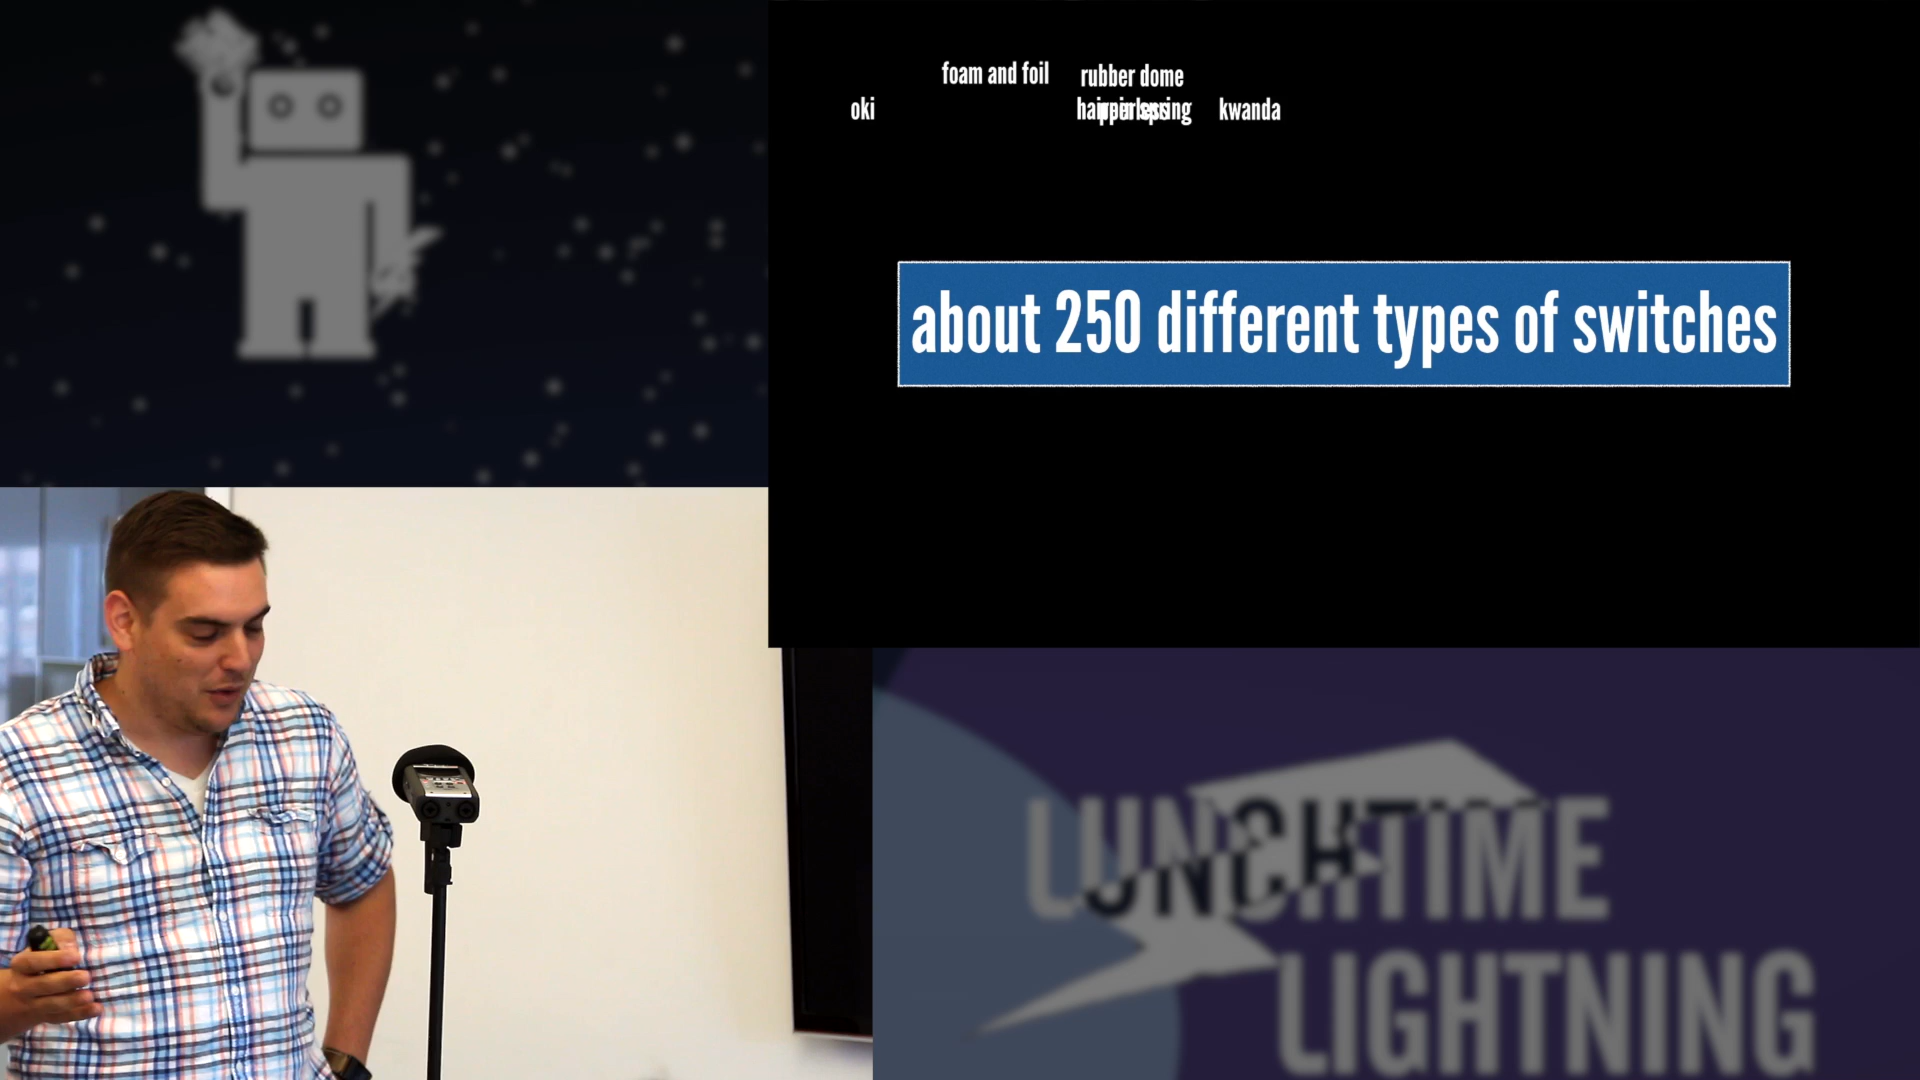 foam and foil
rubber dome
oki
kwanda
about 250 different types of switches
LUNCHTIME
LIGHTNING